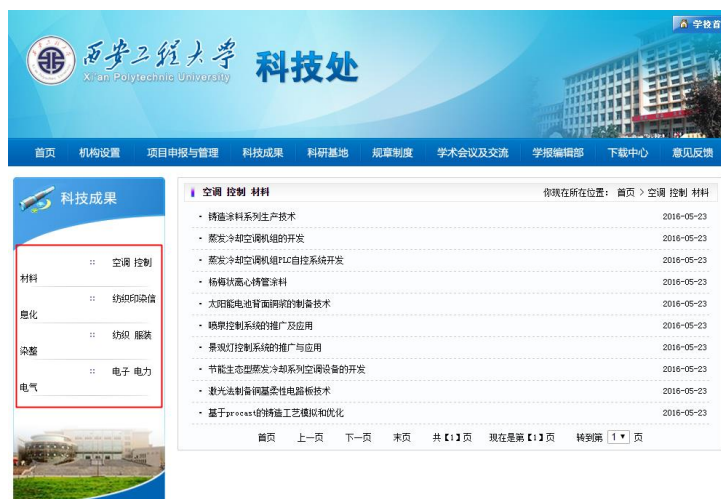 学校首
西安工程大学
Xi'an Polytechnic University
科技处
首页 机构设置 项目申报与管理 科技成果 科研基地 规章制度 学术会议及交流 学报编辑部 下载中心 意见反馈
科技成果
:: 空调 控制
材料
:: 纺织印染信
息化
:: 纺织 服装
染整
:: 电子 电力
电气
空调 控制 材料 你现在所在位置: 首页 > 空调 控制 材料
· 铸造涂料系列生产技术 2016-05-23
· 蒸发冷却空调机组的开发 2016-05-23
· 蒸发冷却空调机组PLC自控系统开发 2016-05-23
· 杨梅状离心铸管涂料 2016-05-23
· 太阳能电池背面铜浆的制备技术 2016-05-23
· 喷泉控制系统的推广及应用 2016-05-23
· 景观灯控制系统的推广与应用 2016-05-23
· 节能生态型蒸发冷却系列空调设备的开发 2016-05-23
· 激光法制备铜基柔性电路板技术 2016-05-23
· 基于procast的铸造工艺模拟和优化 2016-05-23
首页 上一页 下一页 末页 共【1】页 现在是第【1】页 转到第 1 页